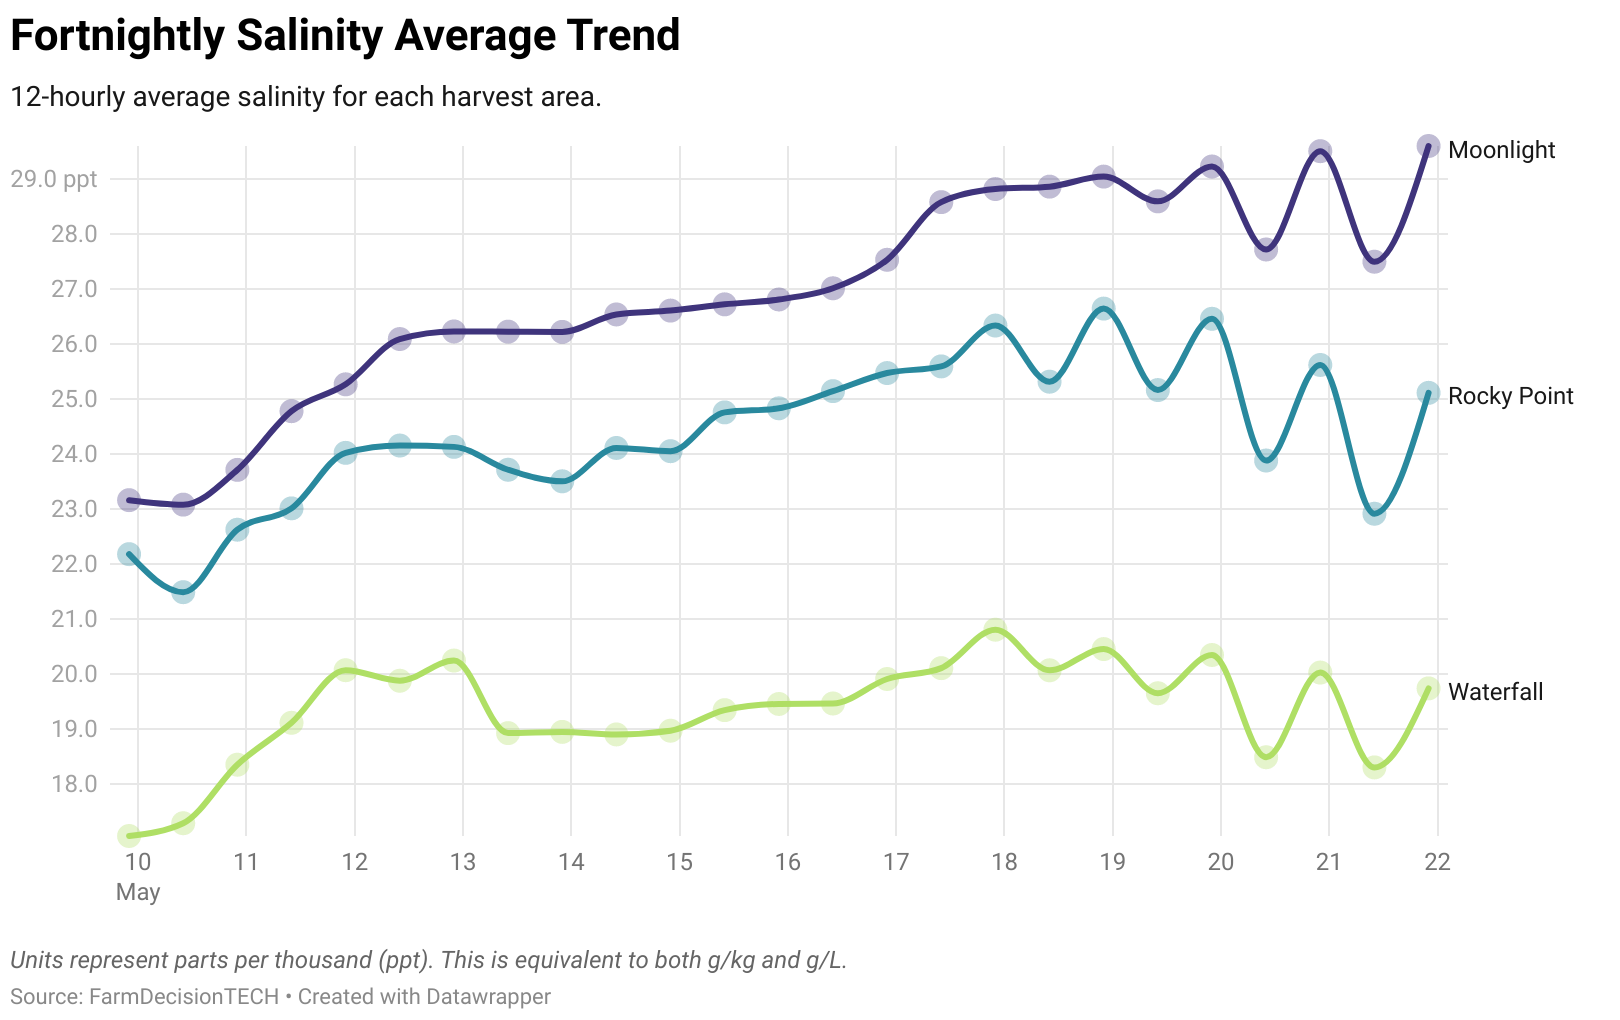 Fortnightly Salinity Average Trend
12-hourly average salinity for each harvest area.
Moonlight
29.0 ppt
28.0
27.0
26.0
25.0
Rocky Point
24.0
23.0
22.0
21.0
20.0
Waterfall
19.0
18.0
10 11 12 13 14 15 16 17 18 19 20 21 22
May
Units represent parts per thousand (ppt). This is equivalent to both g/kg and g/L.
Source: FarmDecisionTECH • Created with Datawrapper